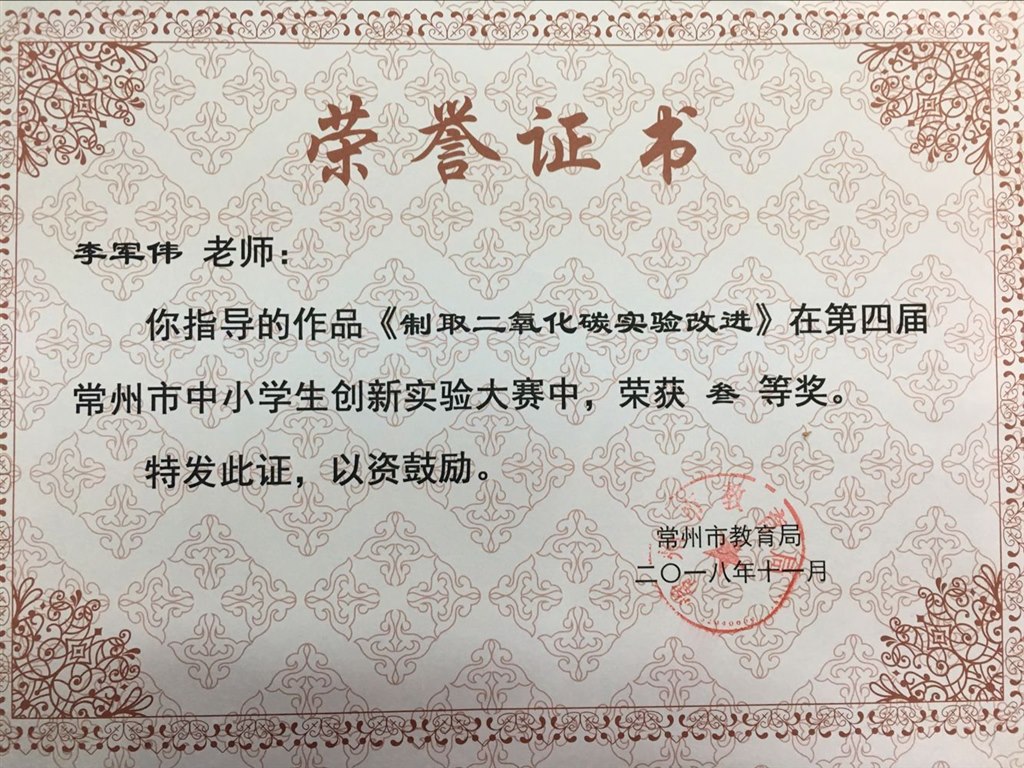 荣誉证书
李军伟 老师：
你指导的作品《制取二氧化碳实验改进》在第四届
常州市中小学生创新实验大赛中，荣获 叁 等奖。
特发此证，以资鼓励。
常州市教育局
二〇一八年十一月